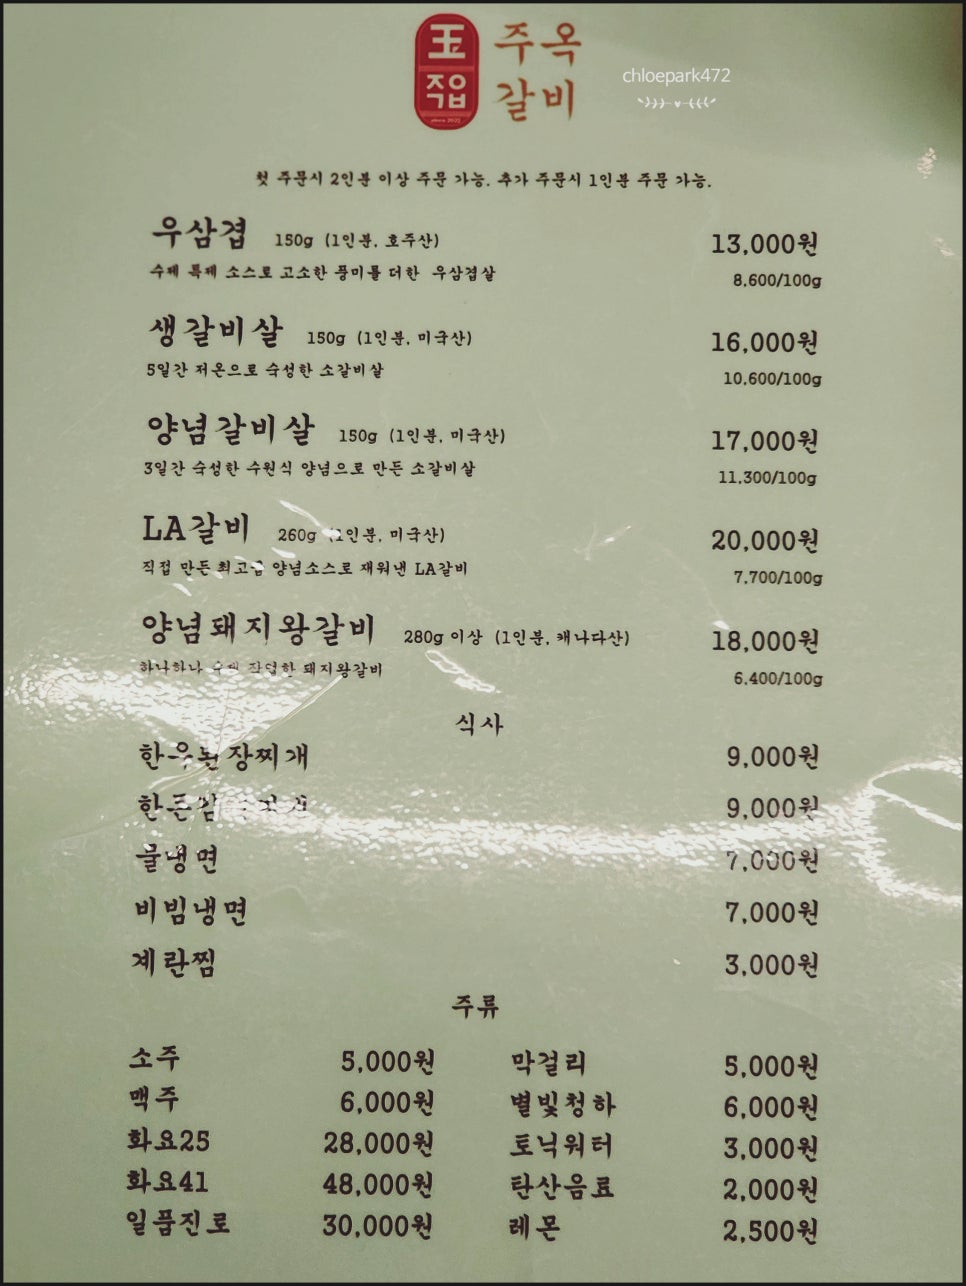 玉
주옥
직
since 2022
주옥
갈비
chloepark472
첫 주문시 2인분 이상 주문 가능. 추가 주문시 1인분 주문 가능.
우삼겹 150g (1인분, 호주산) 13,000원
수제 특제 소스로 고소한 풍미를 더한 우삼겹살 8,600/100g
생갈비살 150g (1인분, 미국산) 16,000원
5일간 저온으로 숙성한 소갈비살 10,600/100g
양념갈비살 150g (1인분, 미국산) 17,000원
3일간 숙성한 수원식 양념으로 만든 소갈비살 11,300/100g
LA갈비 260g (1인분, 미국산) 20,000원
직접 만든 최고급 양념소스로 재워낸 LA갈비 7,700/100g
양념돼지왕갈비 280g 이상 (1인분, 캐나다산) 18,000원
하나하나 수제 작업한 돼지왕갈비 6,400/100g
식사
한우된장찌개 9,000원
9,000원
물냉면 7,000원
비빔냉면 7,000원
계란찜 3,000원
주류
소주 5,000원 막걸리 5,000원
맥주 6,000원 별빛청하 6,000원
화요25 28,000원 토닉워터 3,000원
화요41 48,000원 탄산음료 2,000원
일품진로 30,000원 레몬 2,500원